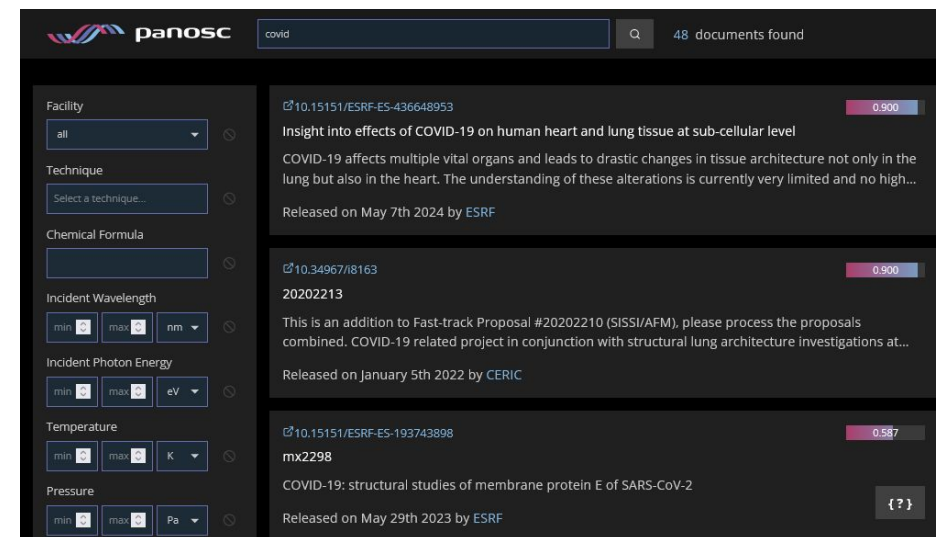 panosc
covid
48 documents found
Facility
all
Technique
Select a technique...
Chemical Formula
Incident Wavelength
min max nm
Incident Photon Energy
min max eV
Temperature
min max K
Pressure
min max Pa
10.15151/ESRF-ES-436648953
0.900
Insight into effects of COVID-19 on human heart and lung tissue at sub-cellular level
COVID-19 affects multiple vital organs and leads to drastic changes in tissue architecture not only in the
lung but also in the heart. The understanding of these alterations is currently very limited and no high...
Released on May 7th 2024 by ESRF
10.34967/i8163
0.900
20202213
This is an addition to Fast-track Proposal #20202210 (SISSI/AFM), please process the proposals
combined. COVID-19 related project in conjunction with structural lung architecture investigations at...
Released on January 5th 2022 by CERIC
10.15151/ESRF-ES-193743898
0.587
mx2298
COVID-19: structural studies of membrane protein E of SARS-CoV-2
Released on May 29th 2023 by ESRF
{?}